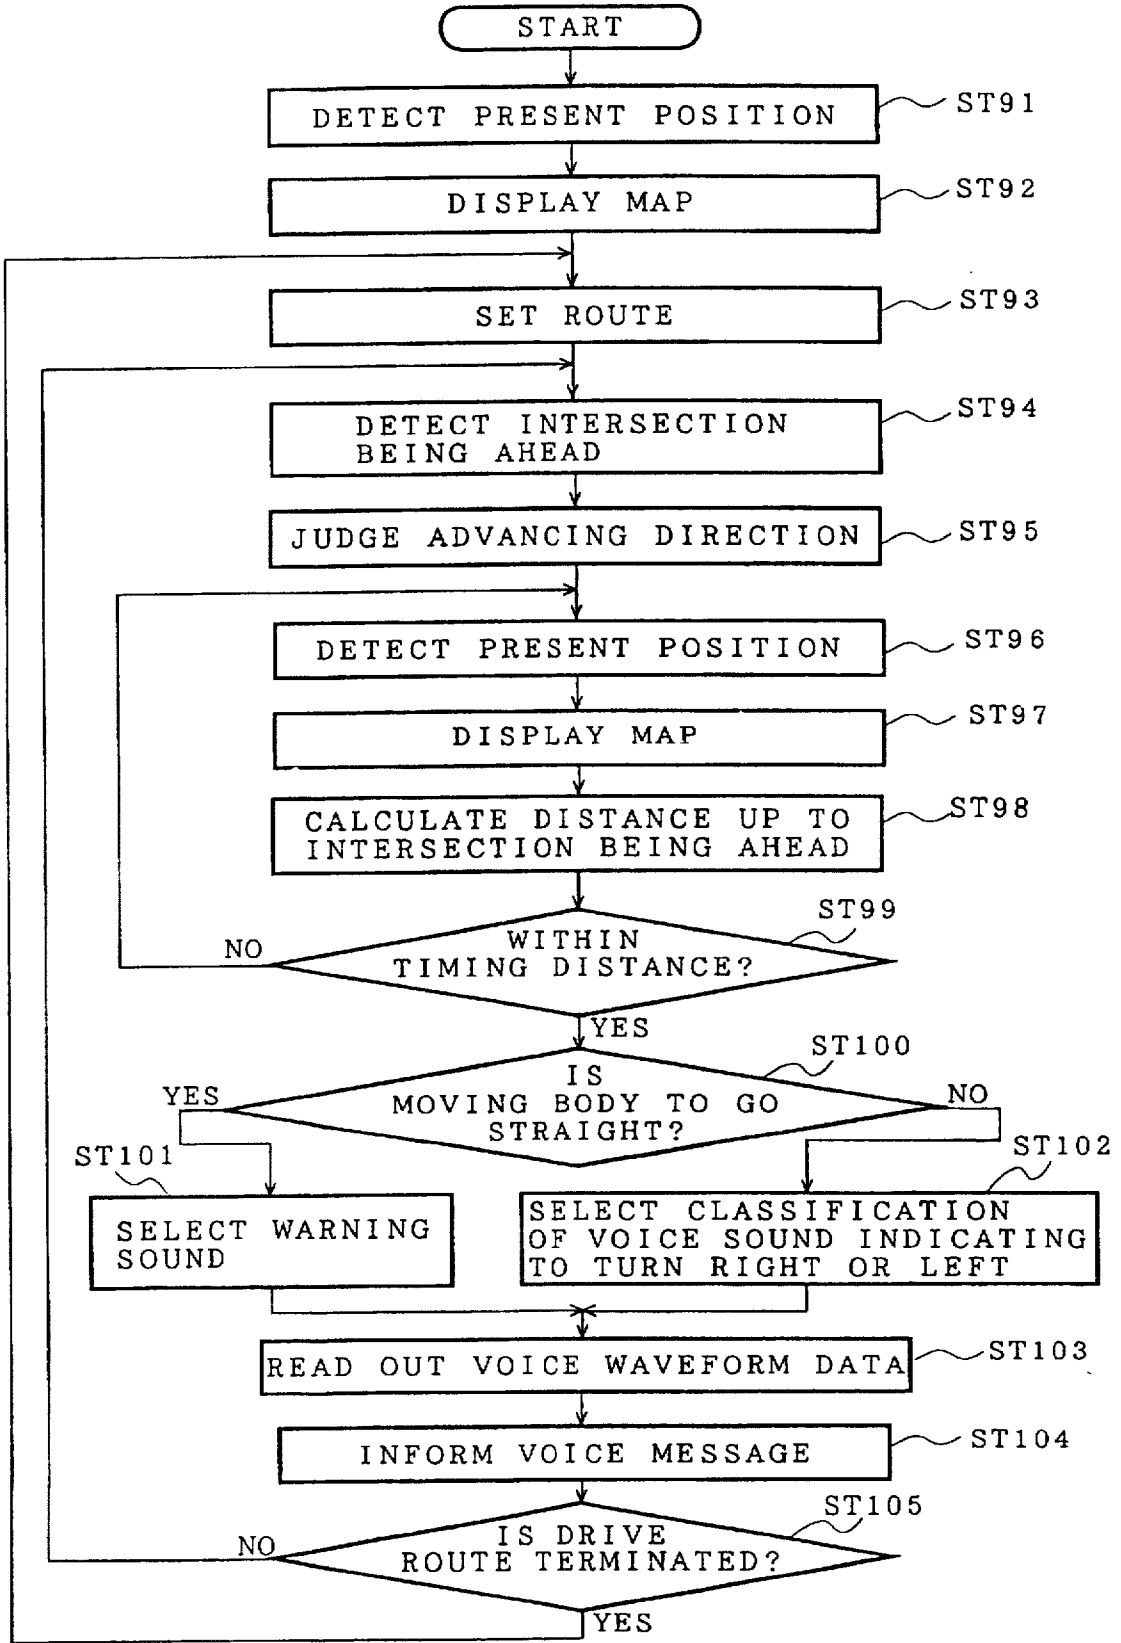 START
DETECT PRESENT POSITION
ST91
DISPLAY MAP
ST92
SET ROUTE
ST93
DETECT INTERSECTION
BEING AHEAD
ST94
JUDGE ADVANCING DIRECTION
ST95
DETECT PRESENT POSITION
ST96
DISPLAY MAP
ST97
CALCULATE DISTANCE UP TO
INTERSECTION BEING AHEAD
ST98
ST99
WITHIN
TIMING DISTANCE?
NO
YES
ST100
IS
MOVING BODY TO GO
STRAIGHT?
YES
NO
ST101
SELECT WARNING
SOUND
ST102
SELECT CLASSIFICATION
OF VOICE SOUND INDICATING
TO TURN RIGHT OR LEFT
READ OUT VOICE WAVEFORM DATA
ST103
INFORM VOICE MESSAGE
ST104
ST105
IS DRIVE
ROUTE TERMINATED?
NO
YES